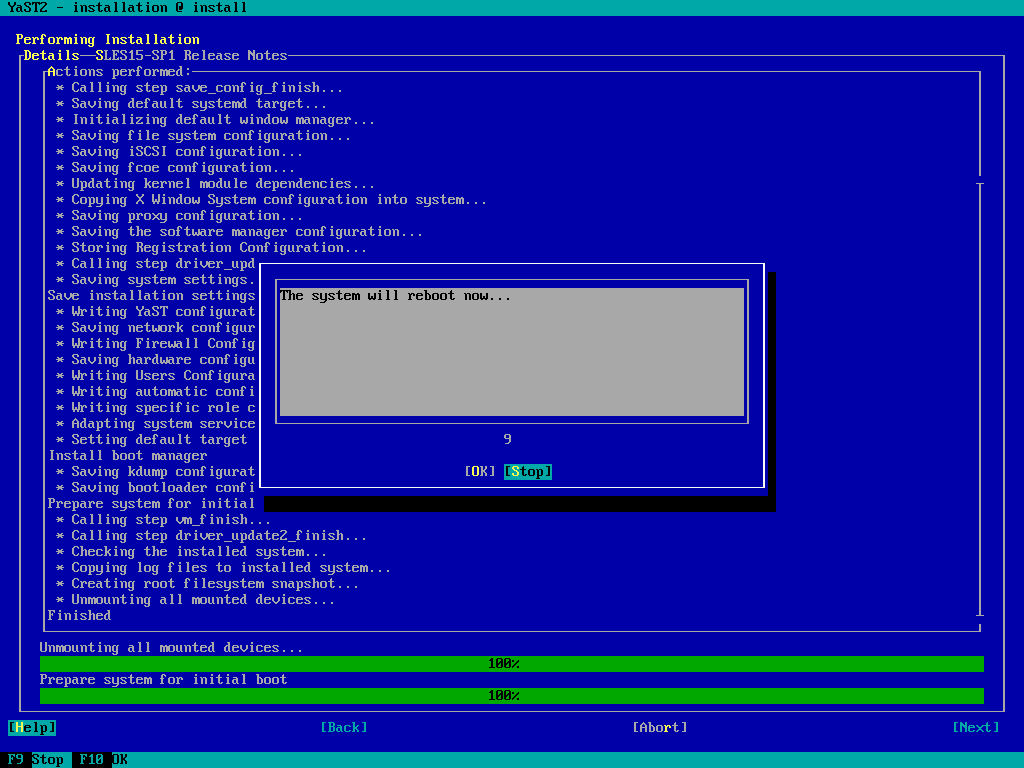 YaST2 - installation @ install
Performing Installation
Details SLES15-SP1 Release Notes
Actions performed:
* Calling step save_config_finish...
* Saving default systemd target...
* Initializing default window manager...
* Saving file system configuration...
* Saving iSCSI configuration...
* Saving fcoe configuration...
* Updating kernel module dependencies...
* Copying X Window System configuration into system...
* Saving proxy configuration...
* Saving the software manager configuration...
* Storing Registration Configuration...
* Calling step driver_upd
* Saving system settings.
Save installation settings
* Writing YaST configurat
* Saving network configur
* Writing Firewall Config
* Saving hardware configu
* Writing Users Configura
* Writing automatic confi
* Writing specific role c
* Adapting system service
* Setting default target
Install boot manager
* Saving kdump configurat
* Saving bootloader confi
Prepare system for initial
* Calling step vm_finish...
* Calling step driver_update2_finish...
* Checking the installed system...
* Copying log files to installed system...
* Creating root filesystem snapshot...
* Unmounting all mounted devices...
Finished
The system will reboot now...
9
[OK] [Stop]
Unmounting all mounted devices...
100%
Prepare system for initial boot
100%
[Help] [Back] [Abort] [Next]
F9 Stop F10 OK